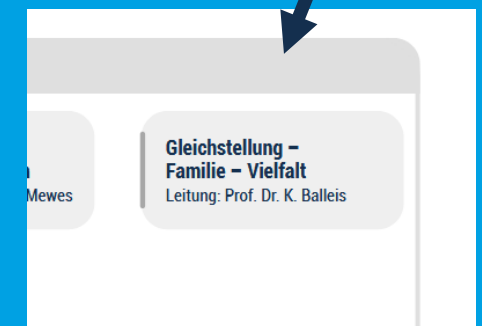 Gleichstellung –
Familie – Vielfalt
Leitung: Prof. Dr. K. Balleis
Mewes